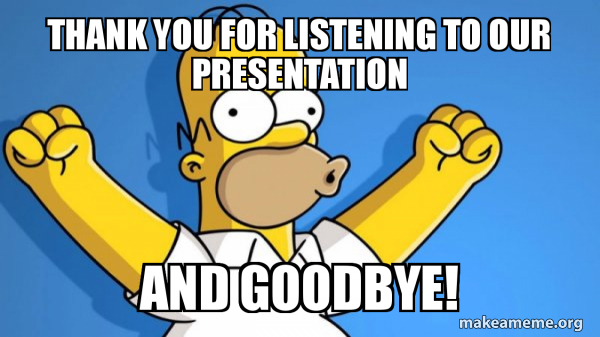 THANK YOU FOR LISTENING TO OUR
PRESENTATION
AND GOODBYE!
makeameme.org